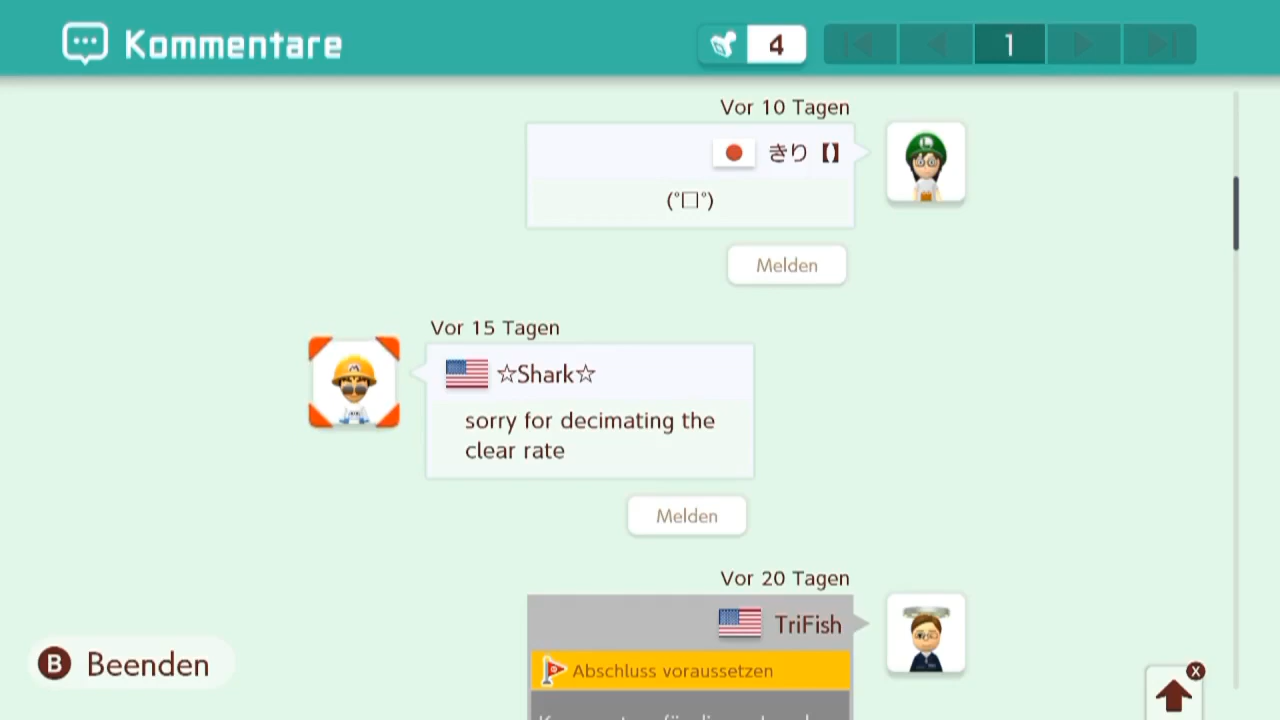 Kommentare
4
1
Vor 10 Tagen
きり【】
(°□°)
Melden
Vor 15 Tagen
☆Shark☆
sorry for decimating the
clear rate
Melden
Vor 20 Tagen
TriFish
Abschluss voraussetzen
B Beenden
X